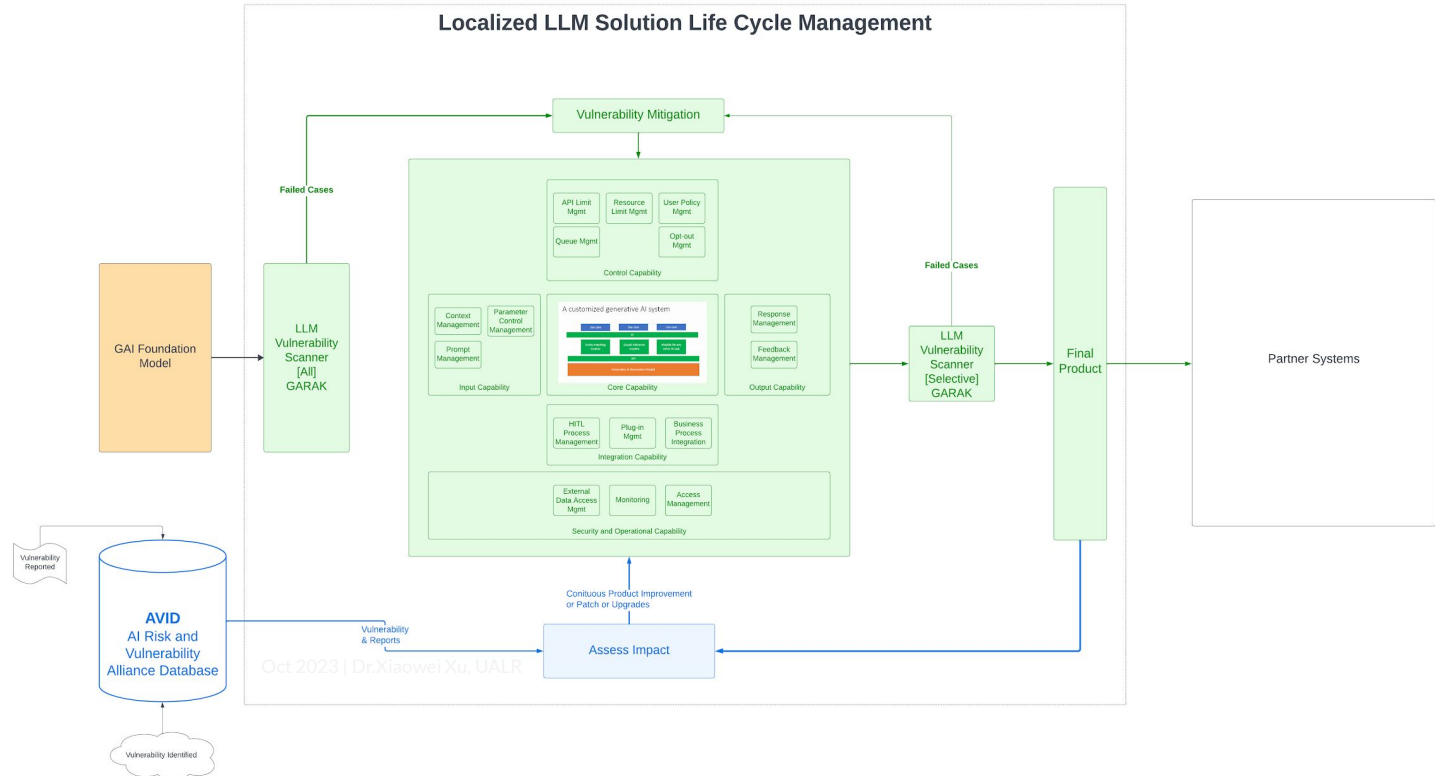 Localized LLM Solution Life Cycle Management
Vulnerability Mitigation
Failed Cases
API Limit
Mgmt
Resource
Limit Mgmt
User Policy
Mgmt
Queue Mgmt
Opt-out
Mgmt
Control Capability
Failed Cases
GAI Foundation
Model
LLM
Vulnerability
Scanner
[All]
GARAK
Context
Management
Parameter
Control
Management
Prompt
Management
Input Capability
A customized generative AI system
Core Capability
Response
Management
Feedback
Management
Output Capability
LLM
Vulnerability
Scanner
[Selective]
GARAK
Final
Product
Partner Systems
HITL
Process
Management
Plug-in
Mgmt
Business
Process
Integration
Integration Capability
External
Data Access
Mgmt
Monitoring
Access
Management
Security and Operational Capability
Vulnerability
Reported
AVID
AI Risk and
Vulnerability
Alliance Database
Vulnerability
& Reports
Conituous Product Improvement
or Patch or Upgrades
Assess Impact
Oct 2023 | Dr.Xiaowei Xu, UALR
Vulnerability Identified